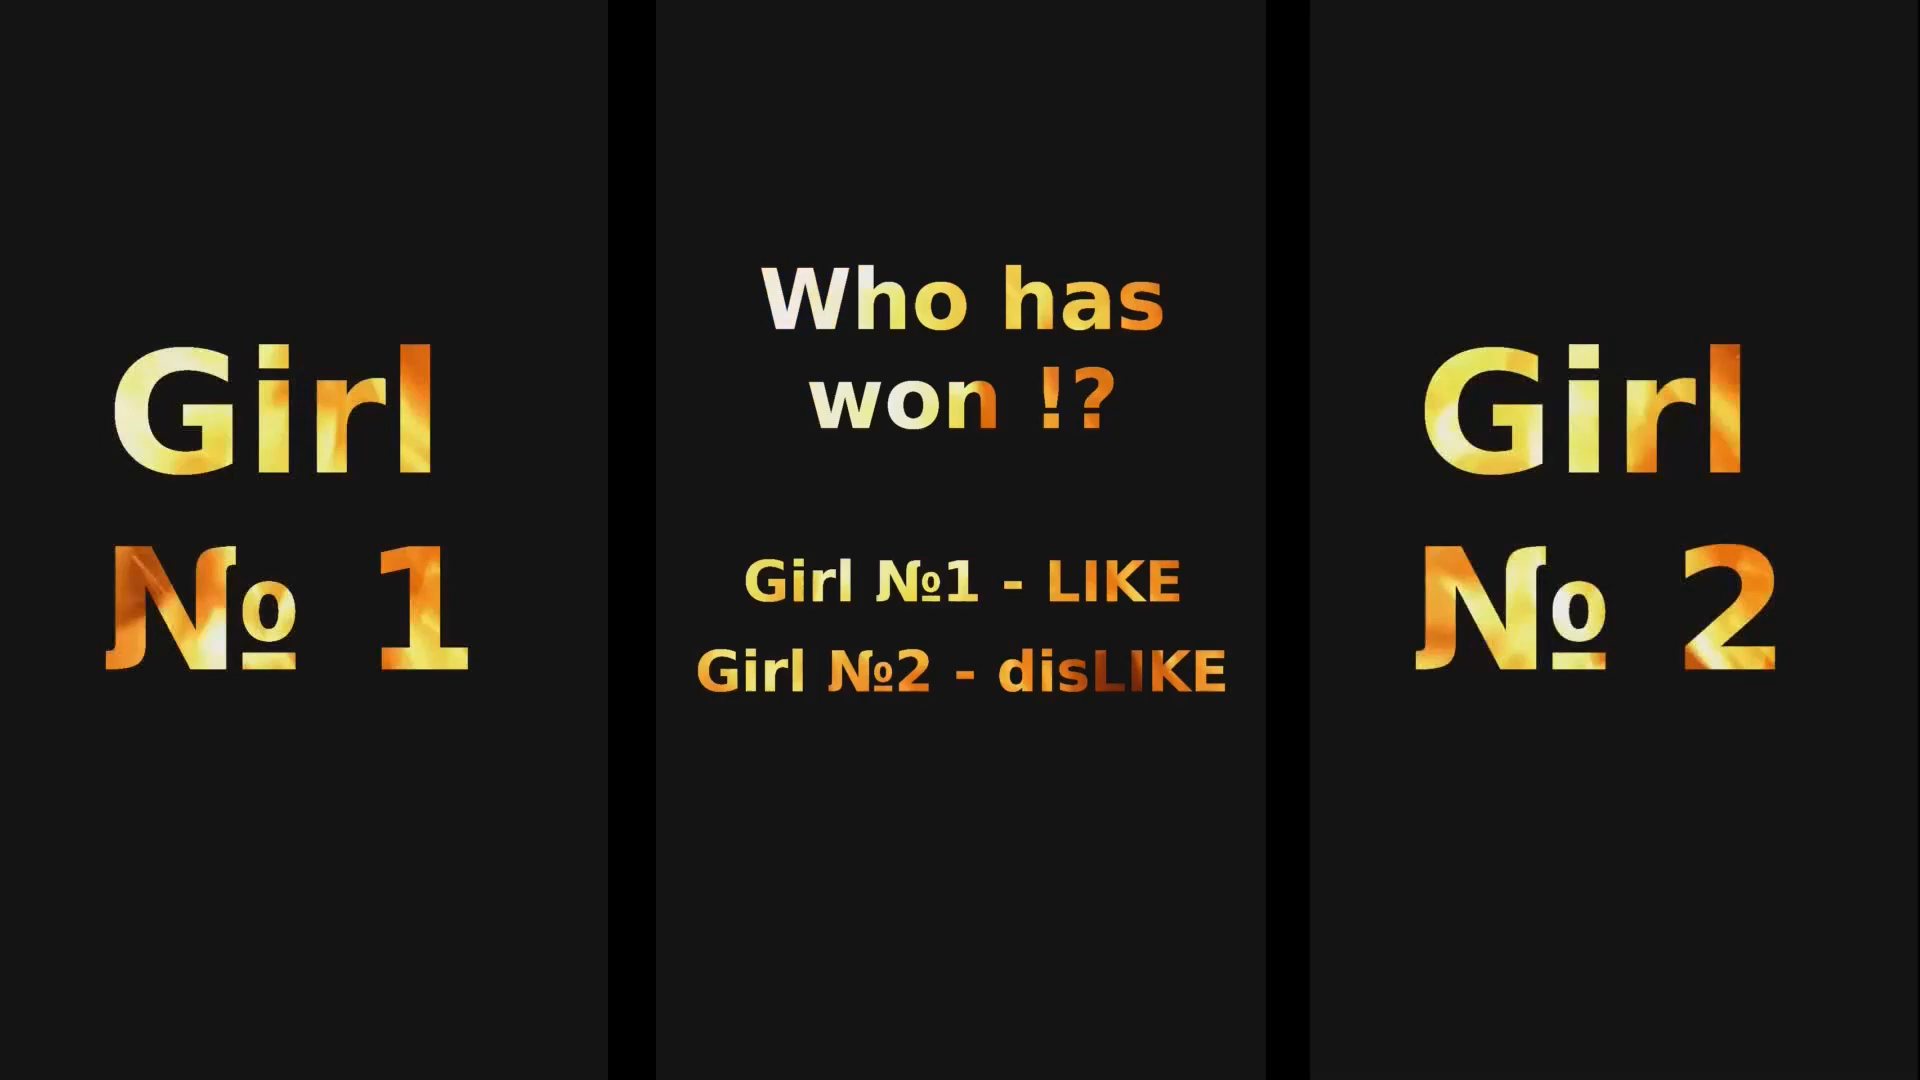 Girl
№ 1
Who has
won !?
Girl №1 - LIKE
Girl №2 - disLIKE
Girl
№ 2